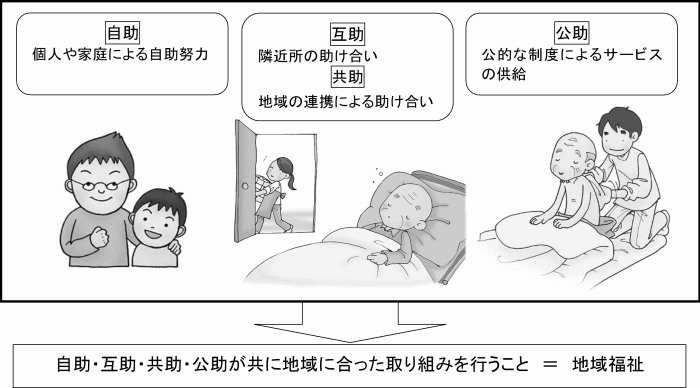 自助
個人や家庭による自助努力
互助
隣近所の助け合い
共助
地域の連携による助け合い
公助
公的な制度によるサービス
の供給
自助・互助・共助・公助が共に地域に合った取り組みを行うこと ＝ 地域福祉